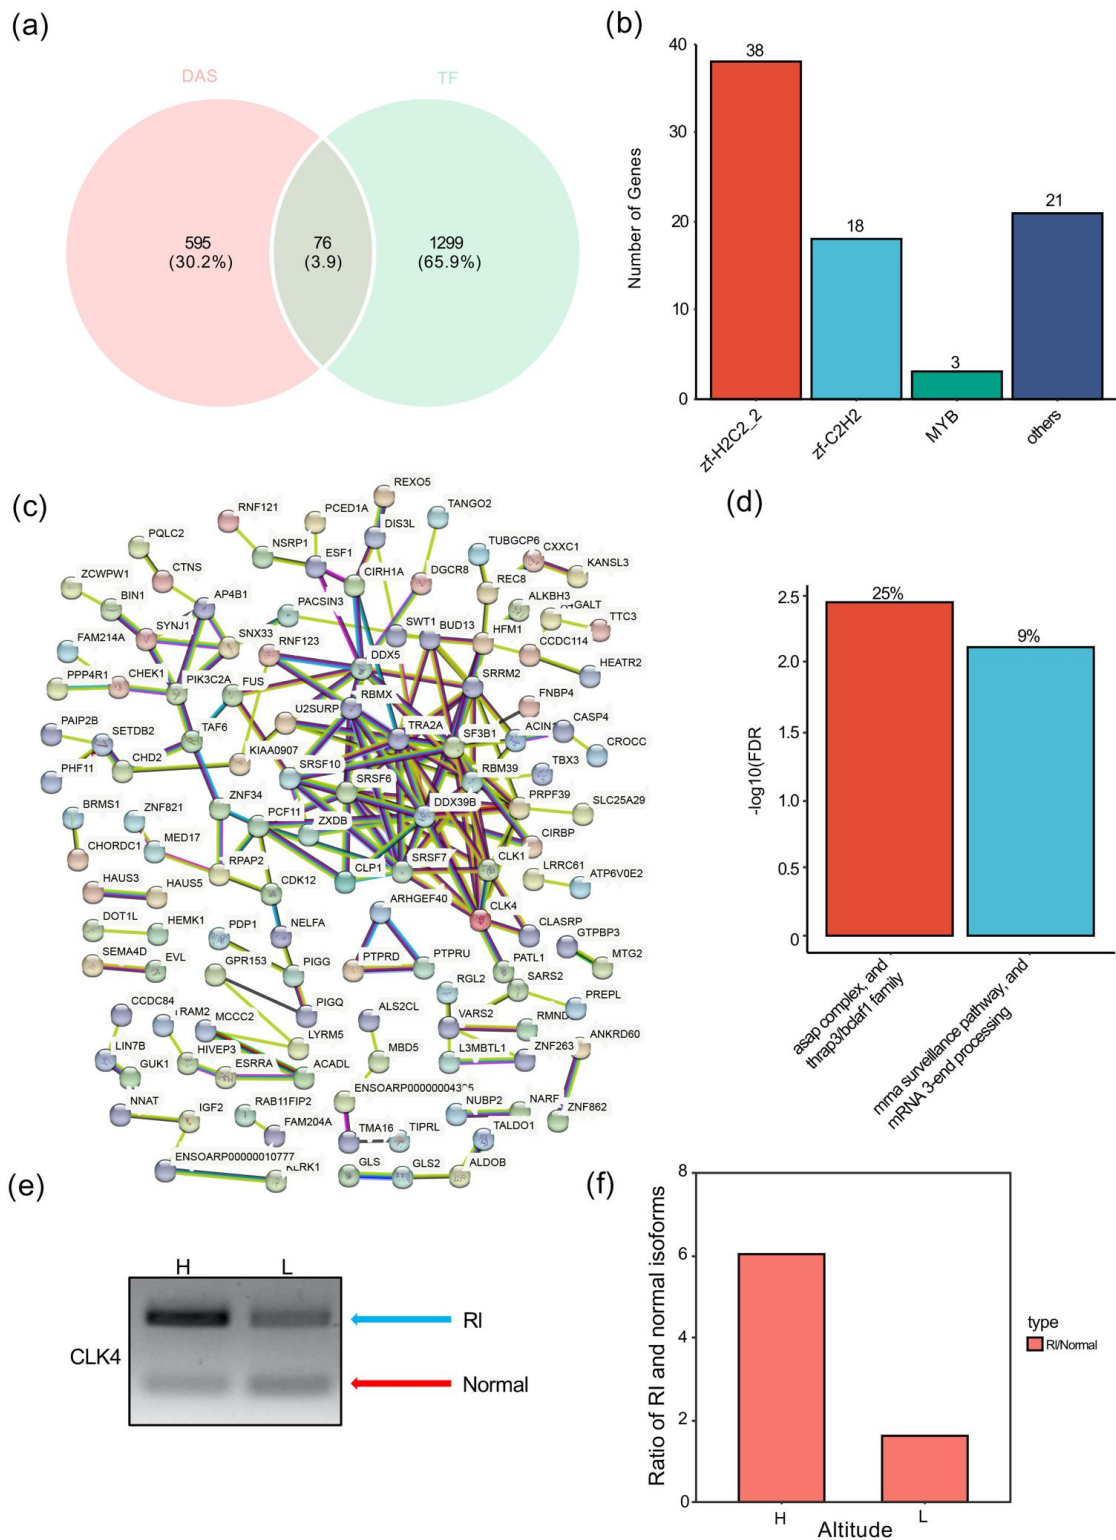 (a)
DAS
TF
595
(30.2%)
76
(3.9)
1299
(65.9%)
(b)
Number of Genes
40
30
20
10
0
38
18
3
21
zf-H2C2_2
zf-C2H2
MYB
others
(c)
REXO5
RNF121
PCED1A
TANGO2
DIS3L
PQLC2
NSRP1
ESF1
TUBGCP6
CXXC1
CTNS
CIRH1A
DGCR8
REC8
KANSL3
ZCWPW1
AP4B1
BIN1
PACSIN3
ALKBH3
GALT
SWT1
BUD13
HFM1
TTC3
SYNJ1
SNX33
RNF123
CCDC114
FAM214A
DDX5
HEATR2
PPP4R1
CHEK1
PIK3C2A
FUS
RBMX
SRRM2
FNBP4
U2SURP
TRA2A
SF3B1
ACIN1
CASP4
PAIP2B
SETDB2
TAF6
KIAA0907
CROCC
PHF11
CHD2
SRSF10
SRSF6
RBM39
TBX3
BRMS1
ZNF821
ZNF34
PCF11
ZXDB
DDX39B
PRPF39
SLC25A29
CHORDC1
MED17
CIRBP
RPAP2
CLP1
SRSF7
CLK1
LRRC61
HAUS3
HAUS5
CDK12
ATP6V0E2
ARHGEF40
CLK4
DOT1L
HEMK1
PDP1
NELFA
CLASRP
GTPBP3
SEMA4D
EVL
GPR153
PIGG
PTPRD
PTPRU
PATL1
MTG2
SARS2
RGL2
CCDC84
TRAM2
MCCC2
PIGQ
ALS2CL
PREPL
VARS2
LYRM5
RMND
ANKRD60
LIN7B
HIVEP3
MBD5
L3MBTL1
ZNF263
GUK1
ESRRA
ACADL
NNAT
IGF2
RAB11FIP2
NUBP2
NARF
ZNF862
FAM204A
TMA16
TIPRL
TALDO1
ENSOARP00000010777
KLRK1
GLS
GLS2
ALDOB
(d)
-log10(FDR)
2.5
2.0
1.5
1.0
0.5
0
25%
9%
asap complex, and
thrap3/bclaf1 family
mrna surveillance pathway, and
mRNA 3-end processing
(e)
H
L
CLK4
RI
Normal
(f)
Ratio of RI and normal isoforms
8
6
4
2
0
H
L
Altitude
type
RI/Normal